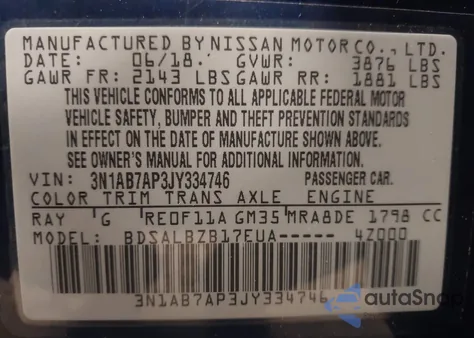 MANUFACTURED BY NISSAN MOTOR CO., LTD.
DATE: 06/18. GVWR: 3876 LBS
GAWR FR: 2143 LBS GAWR RR: 1881 LBS
THIS VEHICLE CONFORMS TO ALL APPLICABLE FEDERAL MOTOR
VEHICLE SAFETY, BUMPER AND THEFT PREVENTION STANDARDS
IN EFFECT ON THE DATE OF MANUFACTURE SHOWN ABOVE.
SEE OWNER'S MANUAL FOR ADDITIONAL INFORMATION.
VIN: 3N1AB7AP3JY334746 PASSENGER CAR.
COLOR TRIM TRANS AXLE ENGINE
RAY G RE0F11A GM35 MRA8DE 1798 CC
MODEL: BDSALBZB17EUA----- 4Z000
3N1AB7AP3JY334746
autoSnap